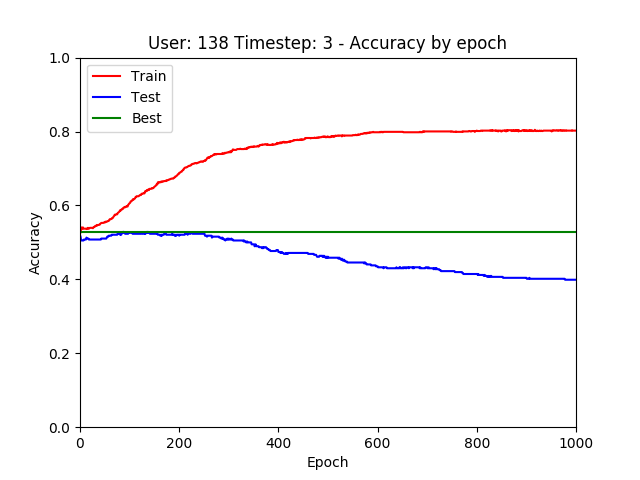 User: 138 Timestep: 3 - Accuracy by epoch
1.0
0.8
0.6
0.4
0.2
0.0
Accuracy
Train
Test
Best
0 200 400 600 800 1000
Epoch